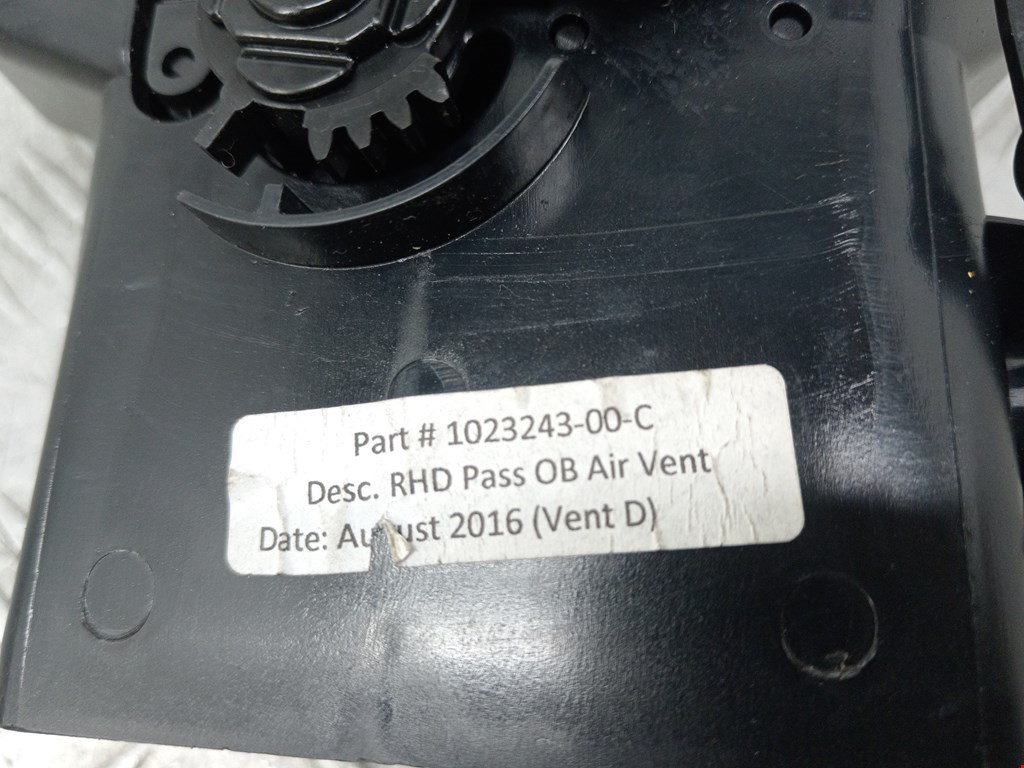 Part # 1023243-00-C
Desc. RHD Pass OB Air Vent
Date: August 2016 (Vent D)